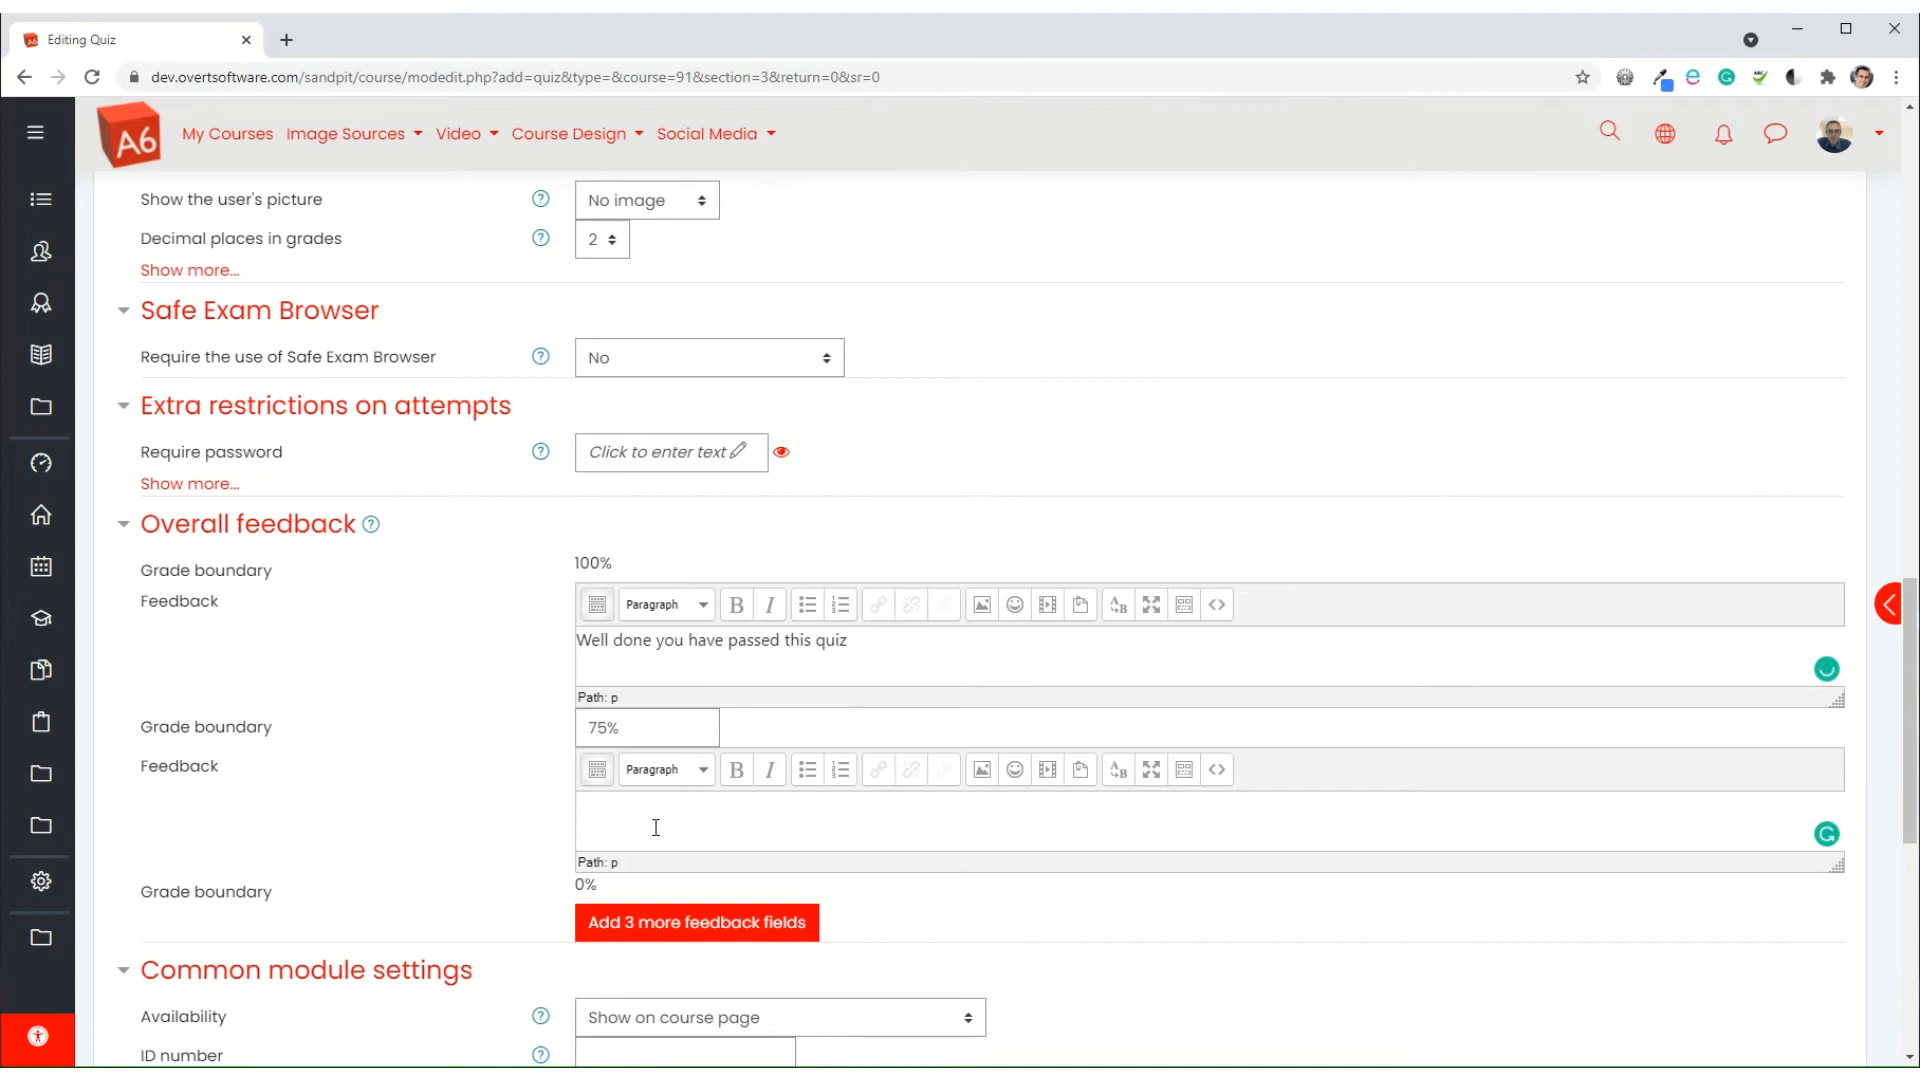 Editing Quiz
dev.overtsoftware.com/sandpit/course/modedit.php?add=quiz&type=&course=91&section=3&return=0&sr=0
A6 My Courses Image Sources Video Course Design Social Media
Show the user's picture No image
Decimal places in grades 2
Show more...
Safe Exam Browser
Require the use of Safe Exam Browser No
Extra restrictions on attempts
Require password Click to enter text
Show more...
Overall feedback
Grade boundary 100%
Feedback Paragraph B I
Well done you have passed this quiz
Path: p
Grade boundary 75%
Feedback Paragraph B I
Path: p
Grade boundary 0%
Add 3 more feedback fields
Common module settings
Availability Show on course page
ID number